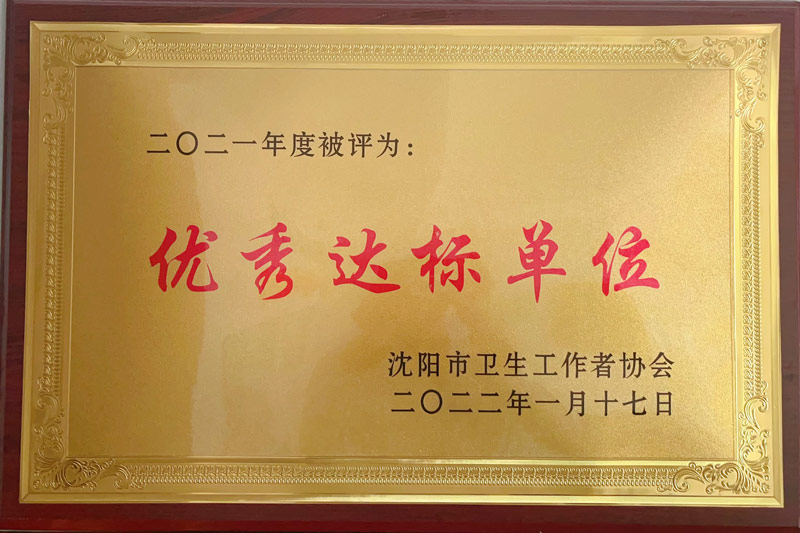 二〇二一年度被评为：
优秀达标单位
沈阳市卫生工作者协会
二〇二二年一月十七日